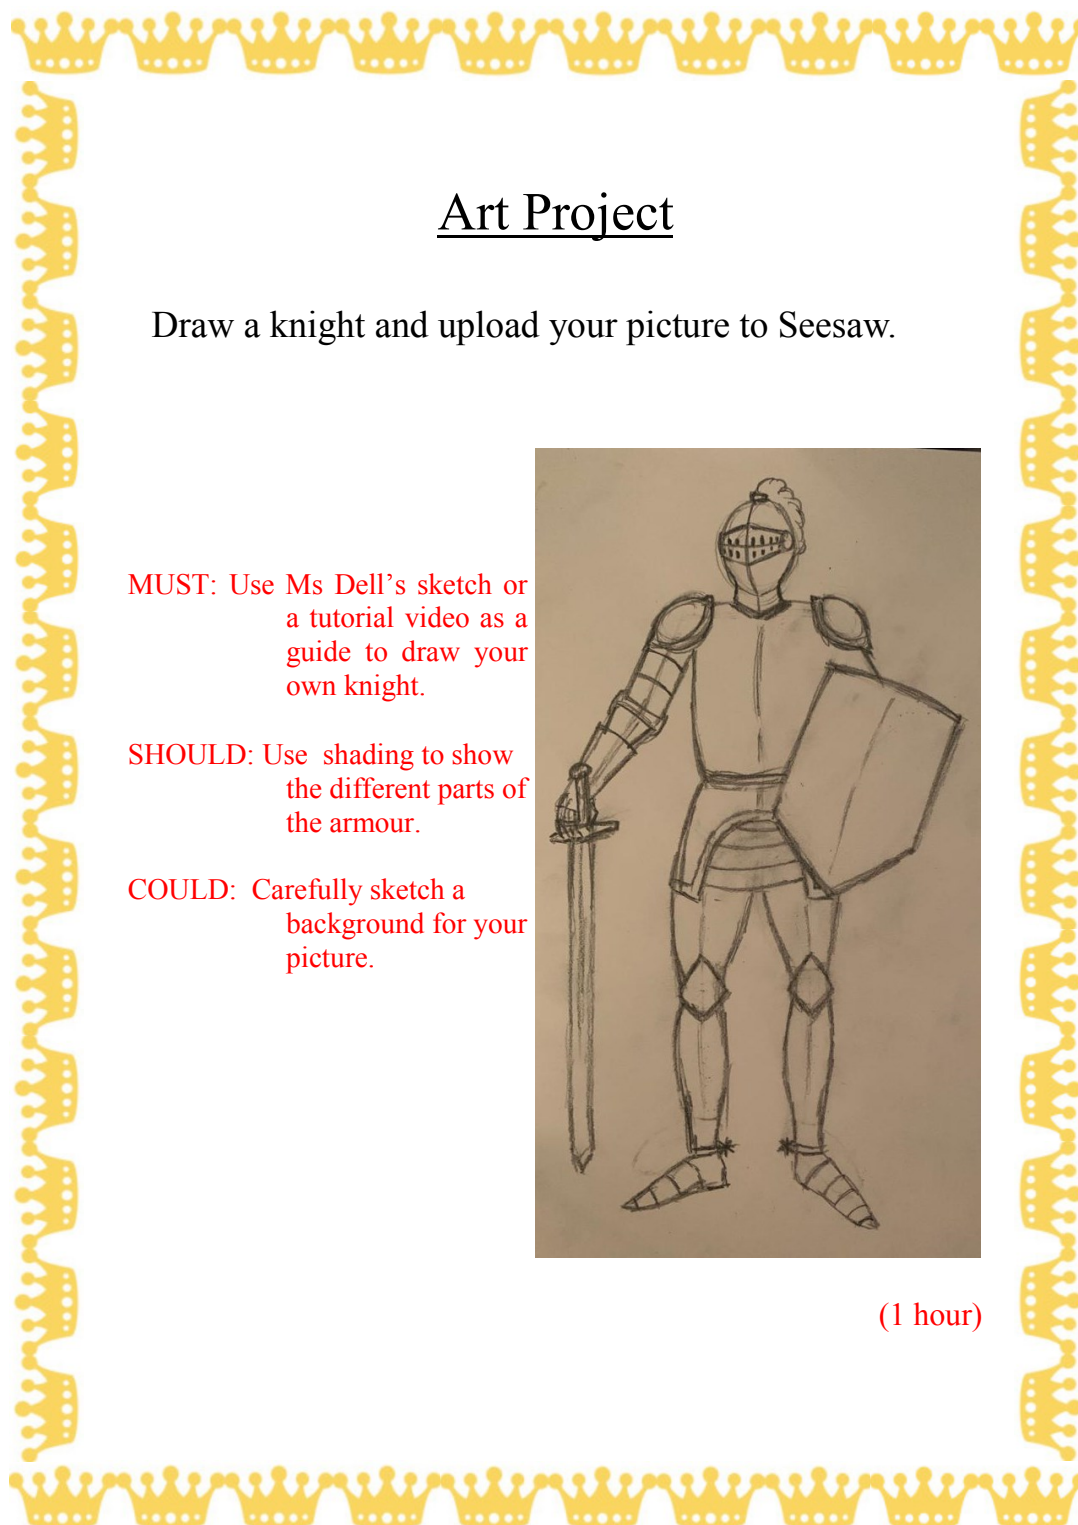 Art Project
Draw a knight and upload your picture to Seesaw.
MUST: Use Ms Dell’s sketch or
a tutorial video as a
guide to draw your
own knight.
SHOULD: Use shading to show
the different parts of
the armour.
COULD: Carefully sketch a
background for your
picture.
(1 hour)